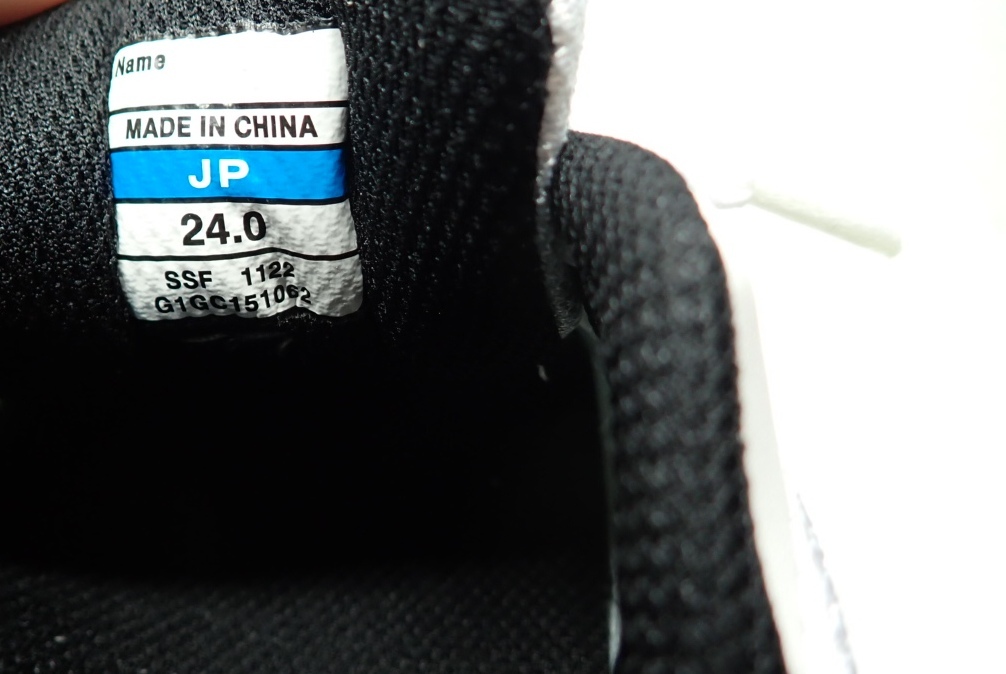 Name
MADE IN CHINA
JP
24.0
SSF 1122
G1GC151062